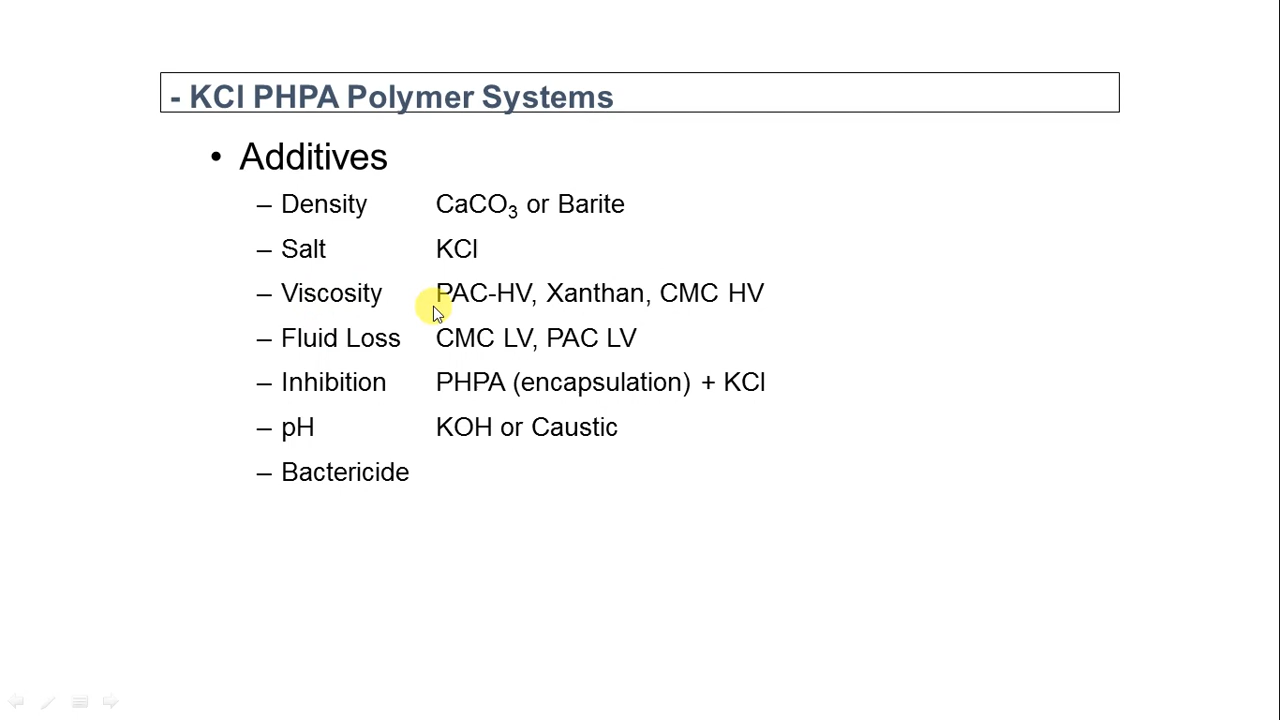 - KCl PHPA Polymer Systems
• Additives
– Density CaCO₃ or Barite
– Salt KCl
– Viscosity PAC-HV, Xanthan, CMC HV
– Fluid Loss CMC LV, PAC LV
– Inhibition PHPA (encapsulation) + KCl
– pH KOH or Caustic
– Bactericide